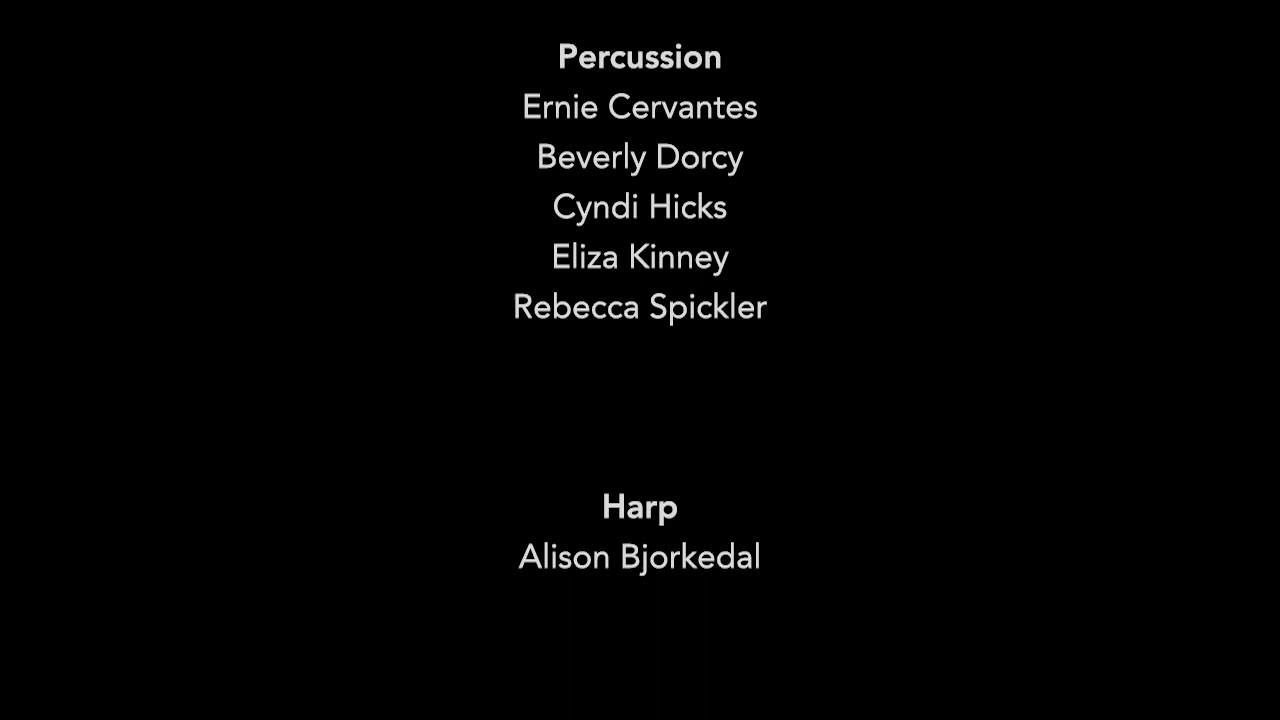 Percussion
Ernie Cervantes
Beverly Dorcy
Cyndi Hicks
Eliza Kinney
Rebecca Spickler
Harp
Alison Bjorkedal